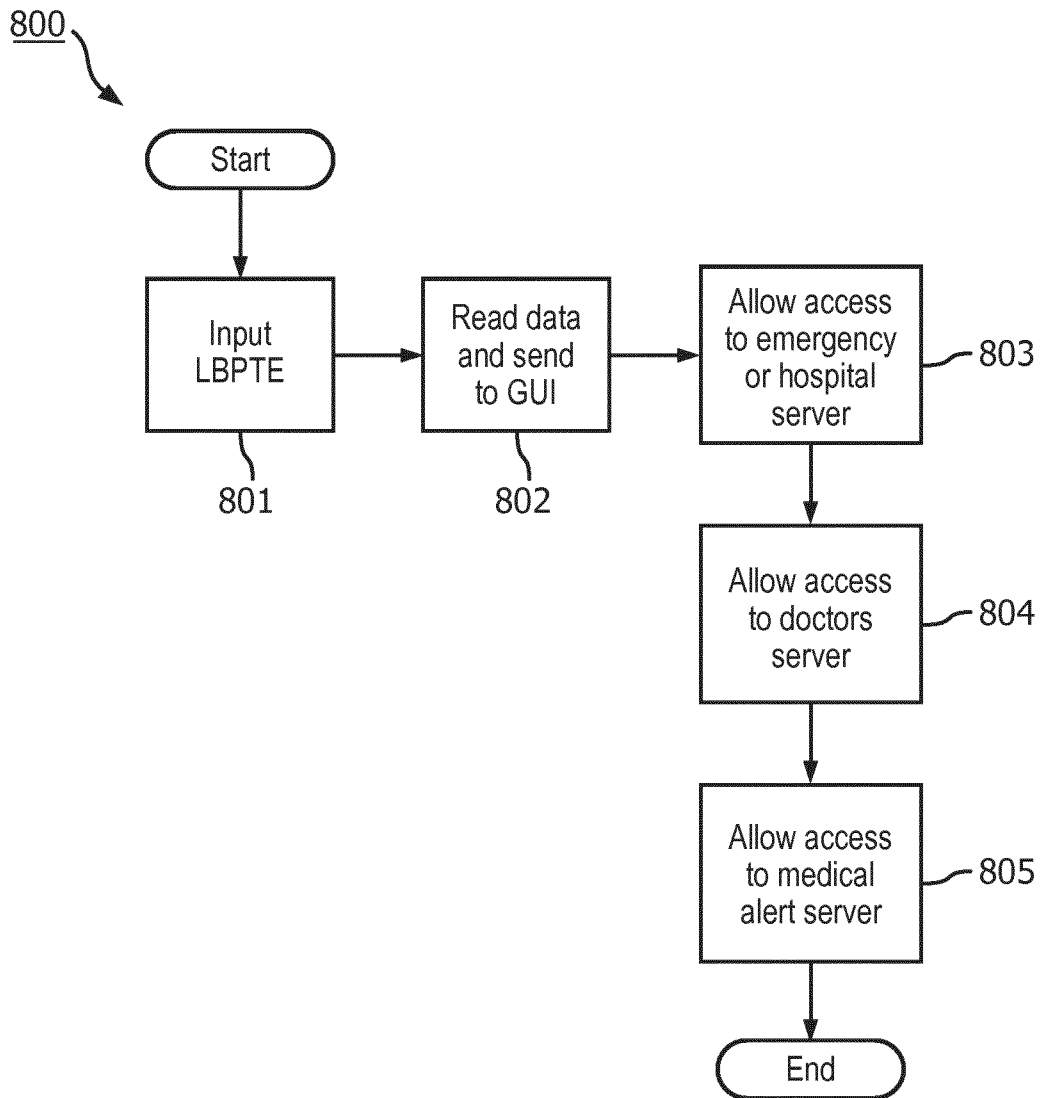 800
Start
Input
LBPTE
801
Read data
and send
to GUI
802
Allow access
to emergency
or hospital
server
803
Allow access
to doctors
server
804
Allow access
to medical
alert server
805
End